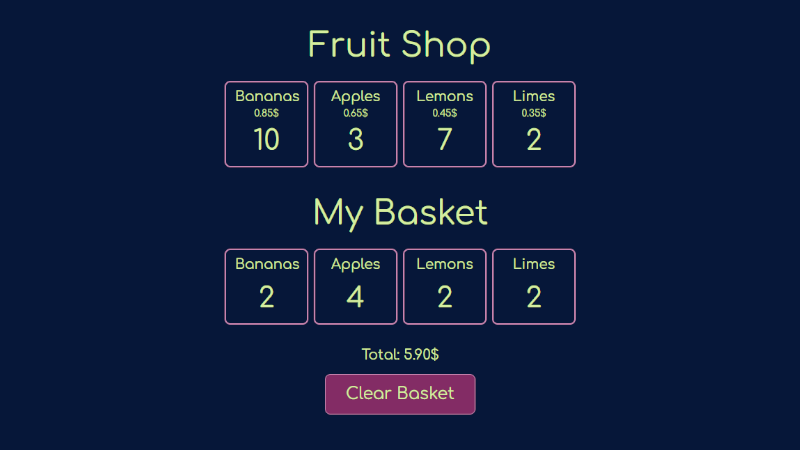 Fruit Shop
Bananas Apples Lemons Limes
0.85$ 0.65$ 0.45$ 0.35$
10 3 7 2
My Basket
Bananas Apples Lemons Limes
2 4 2 2
Total: 5.90$
Clear Basket